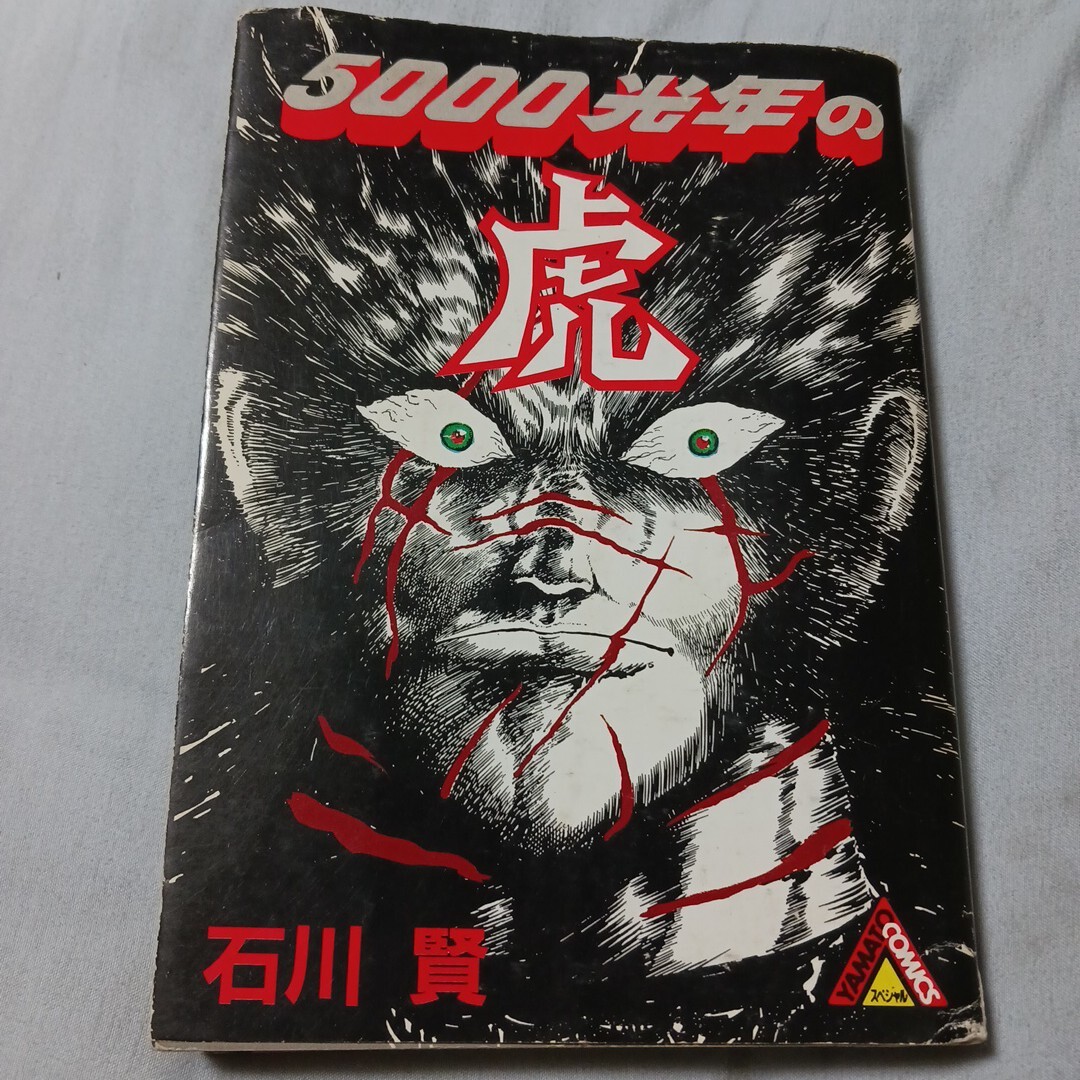 5000光年の
虎
石川 賢
YAMATO
COMICS
スペシャル